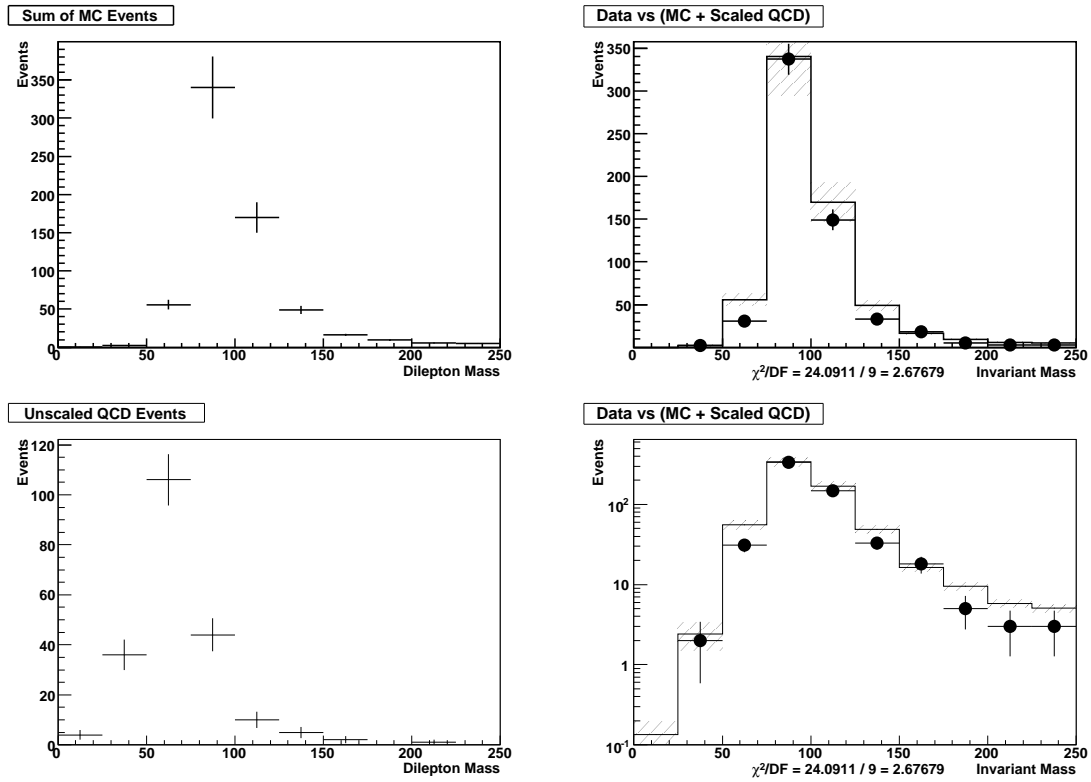 Sum of MC Events
Events
350
300
250
200
150
100
50
0
0 50 100 150 200 250
Dilepton Mass
Data vs (MC + Scaled QCD)
Events
350
300
250
200
150
100
50
0
0 50 100 150 200 250
χ²/DF = 24.0911 / 9 = 2.67679 Invariant Mass
Unscaled QCD Events
Events
120
100
80
60
40
20
0
0 50 100 150 200 250
Dilepton Mass
Data vs (MC + Scaled QCD)
Events
10²
10
1
10⁻¹
0 50 100 150 200 250
χ²/DF = 24.0911 / 9 = 2.67679 Invariant Mass